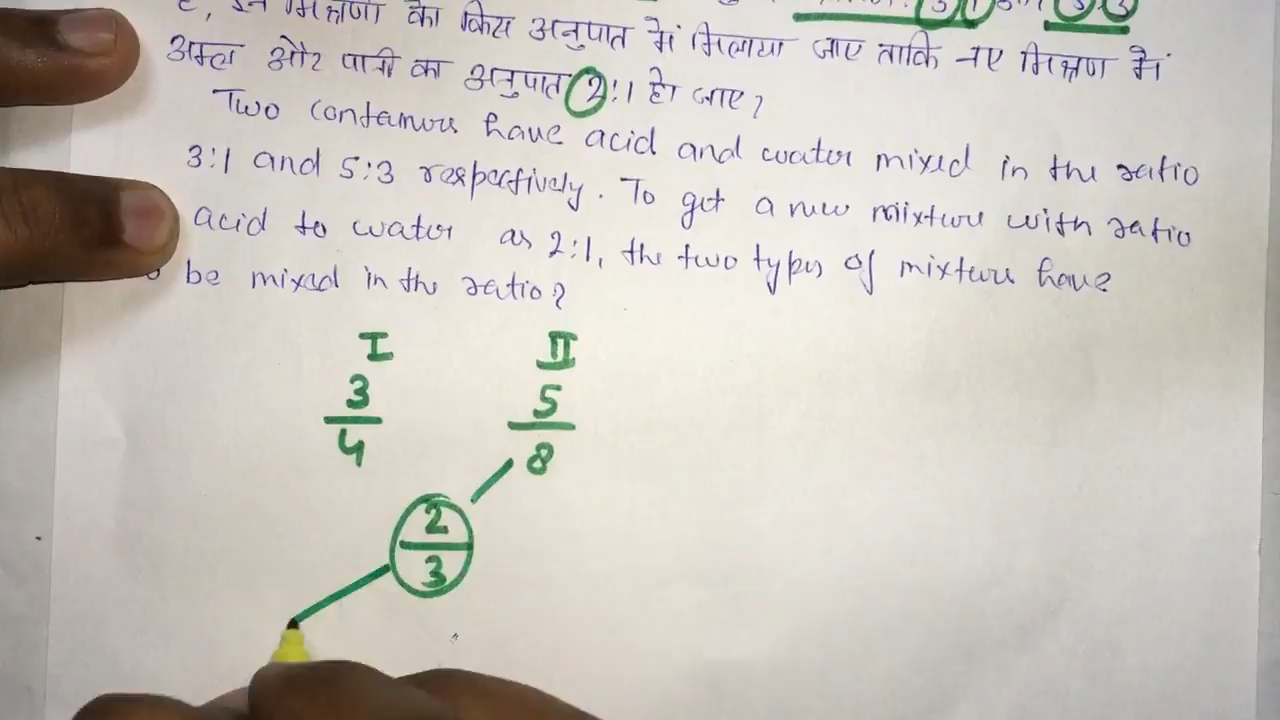 है, इन मिश्रणों को किस अनुपात में मिलाया जाए ताकि नए मिश्रण में
अम्ल और पानी का अनुपात 2:1 हो जाए?
Two containers have acid and water mixed in the ratio
3:1 and 5:3 respectively. To get a new mixture with ratio
acid to water as 2:1, the two types of mixture have
be mixed in the ratio?
I II
3/4 5/8
2/3